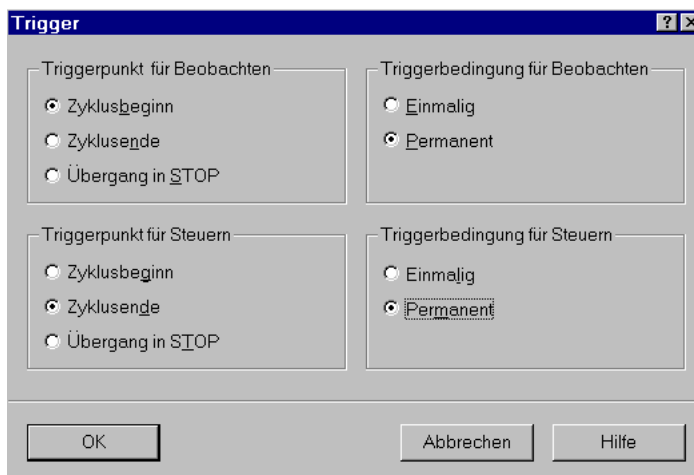 Trigger
Triggerpunkt für Beobachten
Zyklusbeginn
Zyklusende
Übergang in STOP
Triggerbedingung für Beobachten
Einmalig
Permanent
Triggerpunkt für Steuern
Zyklusbeginn
Zyklusende
Übergang in STOP
Triggerbedingung für Steuern
Einmalig
Permanent
OK
Abbrechen
Hilfe